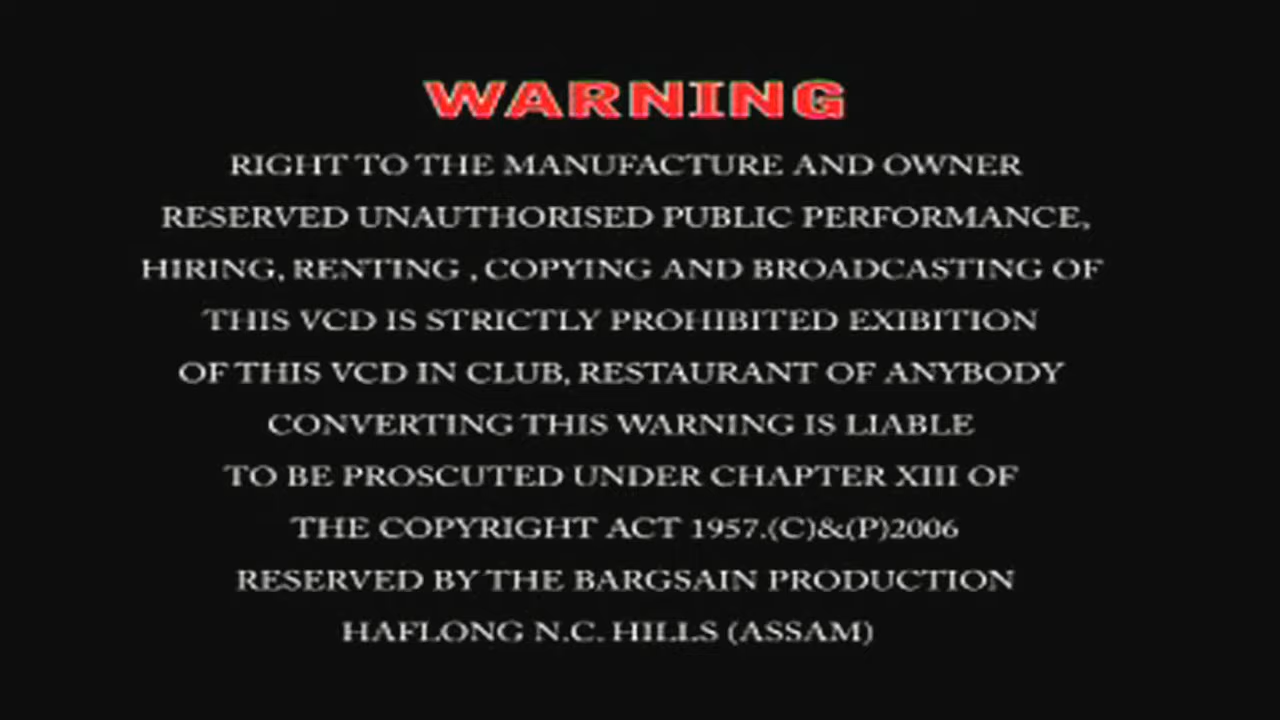 WARNING
RIGHT TO THE MANUFACTURE AND OWNER
RESERVED UNAUTHORISED PUBLIC PERFORMANCE,
HIRING, RENTING , COPYING AND BROADCASTING OF
THIS VCD IS STRICTLY PROHIBITED EXIBITION
OF THIS VCD IN CLUB, RESTAURANT OF ANYBODY
CONVERTING THIS WARNING IS LIABLE
TO BE PROSCUTED UNDER CHAPTER XIII OF
THE COPYRIGHT ACT 1957.(C)&(P)2006
RESERVED BY THE BARGSAIN PRODUCTION
HAFLONG N.C. HILLS (ASSAM)